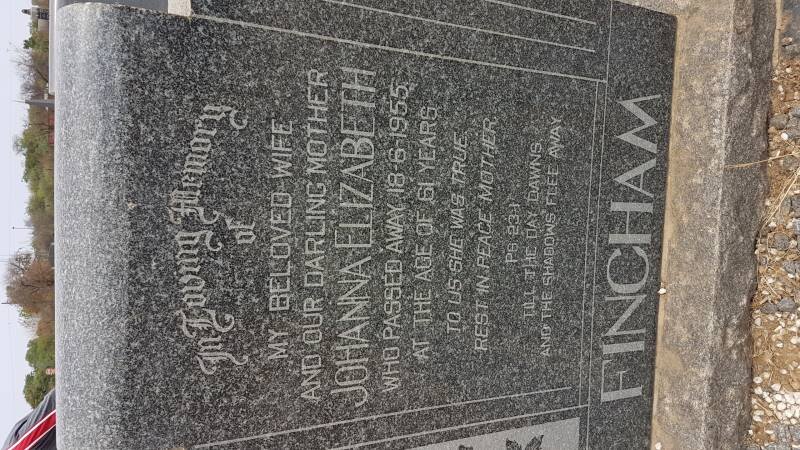 In Loving Memory
of
MY BELOVED WIFE
AND OUR DARLING MOTHER
JOHANNA ELIZABETH
WHO PASSED AWAY 18·6·1955,
AT THE AGE OF 61 YEARS.
TO US SHE WAS TRUE.
REST IN PEACE MOTHER.
PS 23-1
TILL THE DAY DAWNS
AND THE SHADOWS FLEE AWAY
FINCHAM